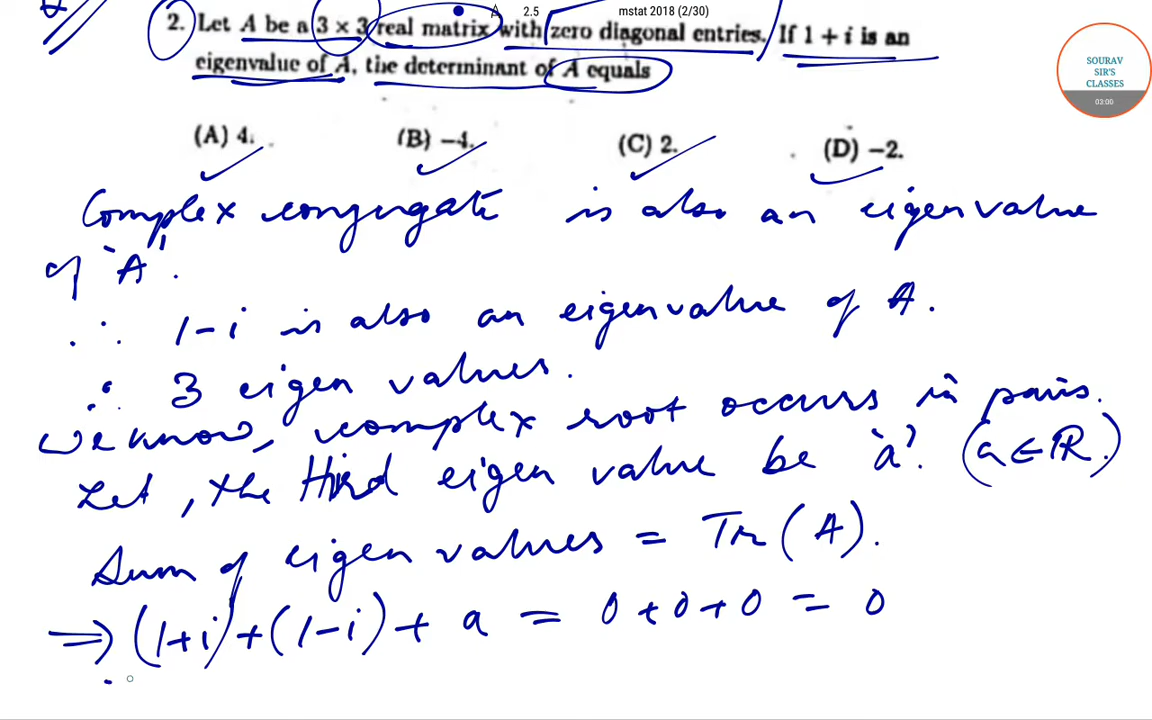 2.5
mstat 2018 (2/30)
2. Let A be a 3 × 3 real matrix with zero diagonal entries. If 1 + i is an
eigenvalue of A, the determinant of A equals
(A) 4.
(B) −4.
(C) 2.
(D) −2.
SOURAV
SIR'S
CLASSES
03:00
Complex conjugate is also an eigenvalue
of "A".
∴ 1-i is also an eigenvalue of A.
∴ 3 eigen values.
We know, complex root occurs in pairs.
Let, the third eigen value be 'a'. (a∈ℝ.)
Sum of eigen values = Tr(A).
⇒ (1+i)+(1-i)+a = 0+0+0 = 0